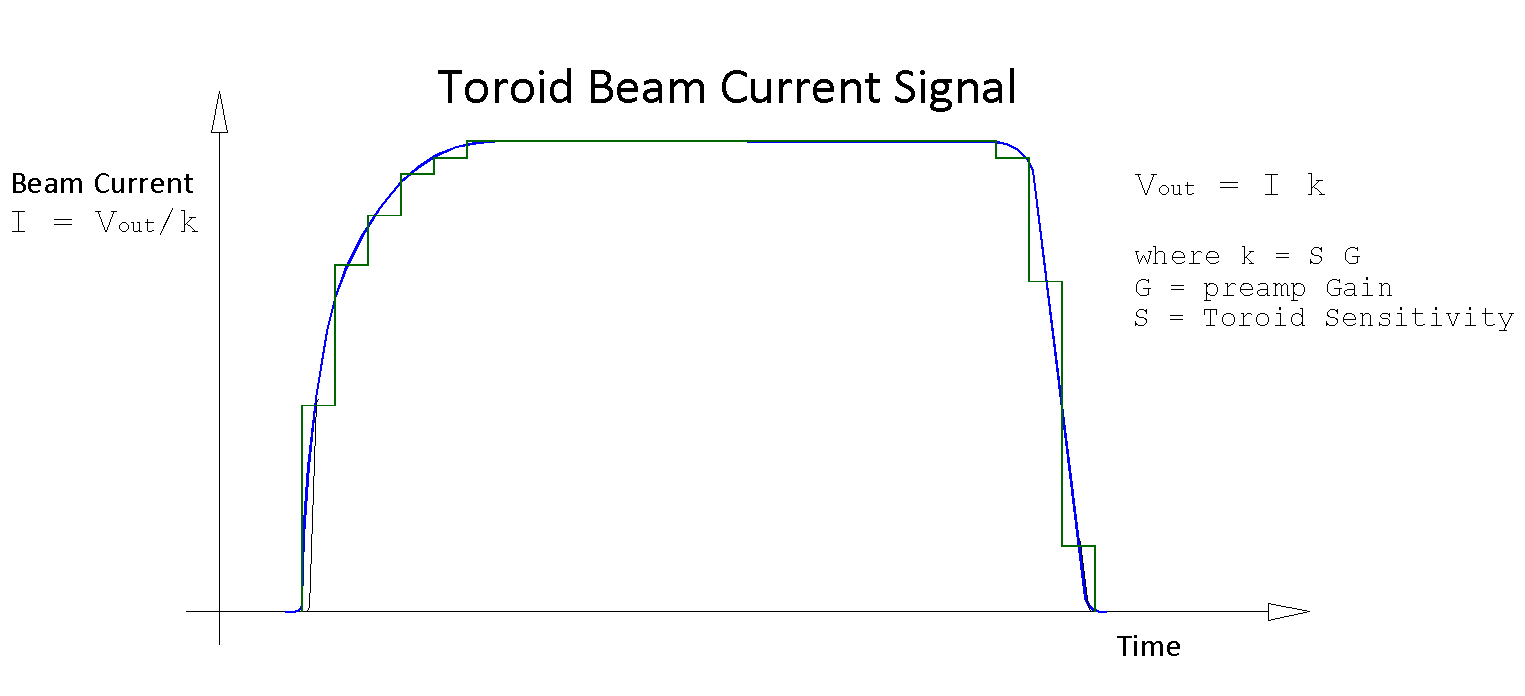 Toroid Beam Current Signal
Beam Current
I = Vout/k
Vout = I k
where k = S G
G = preamp Gain
S = Toroid Sensitivity
Time